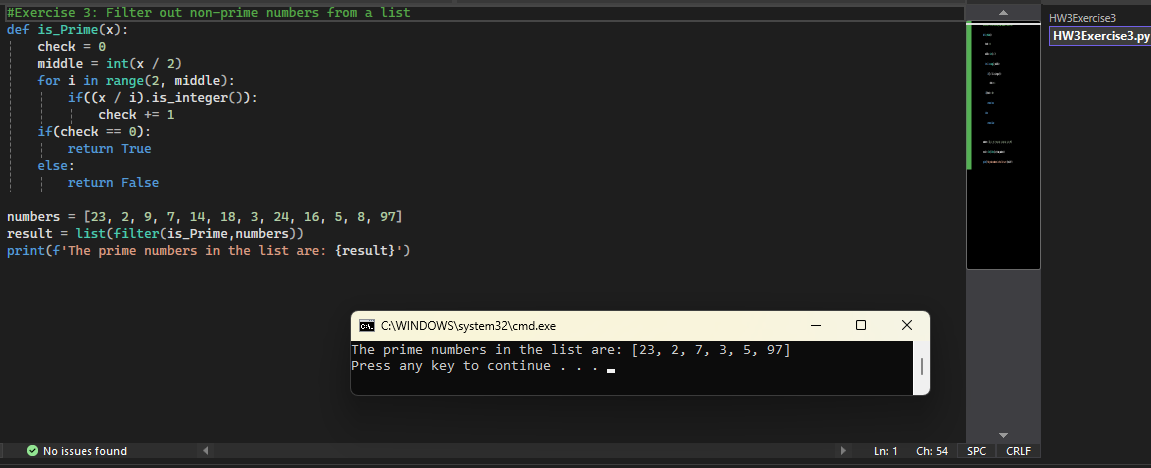 #Exercise 3: Filter out non-prime numbers from a list
def is_Prime(x):
    check = 0
    middle = int(x / 2)
    for i in range(2, middle):
        if((x / i).is_integer()):
            check += 1
    if(check == 0):
        return True
    else:
        return False

numbers = [23, 2, 9, 7, 14, 18, 3, 24, 16, 5, 8, 97]
result = list(filter(is_Prime,numbers))
print(f'The prime numbers in the list are: {result}')
HW3Exercise3
HW3Exercise3.py
C:\WINDOWS\system32\cmd.exe
The prime numbers in the list are: [23, 2, 7, 3, 5, 97]
Press any key to continue . . .
No issues found
Ln: 1 Ch: 54 SPC CRLF